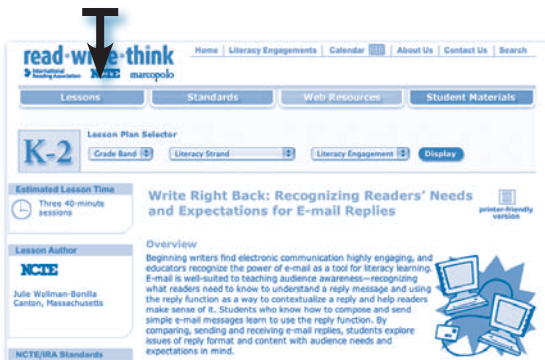 T
read·write·think
Home | Literacy Engagements | Calendar | About Us | Contact Us | Search
International Reading Association NCTE marcopolo
Lessons Standards Web Resources Student Materials
Lesson Plan Selector
K-2 Grade Band Literacy Strand Literacy Engagement Display
Estimated Lesson Time
Three 40-minute
sessions
Write Right Back: Recognizing Readers' Needs
and Expectations for E-mail Replies
printer-friendly
version
Lesson Author
NCTE
Julie Wollman-Bonilla
Canton, Massachusetts
Overview
Beginning writers find electronic communication highly engaging, and
educators recognize the power of e-mail as a tool for literacy learning.
E-mail is well-suited to teaching audience awareness—recognizing
what readers need to know to understand a reply message and using
the reply function as a way to contextualize a reply and help readers
make sense of it. Students who know how to compose and send
simple e-mail messages learn to use the reply function. By
comparing, sending and receiving e-mail replies, students explore
issues of reply format and content with audience needs and
expectations in mind.
NCTE/IRA Standards